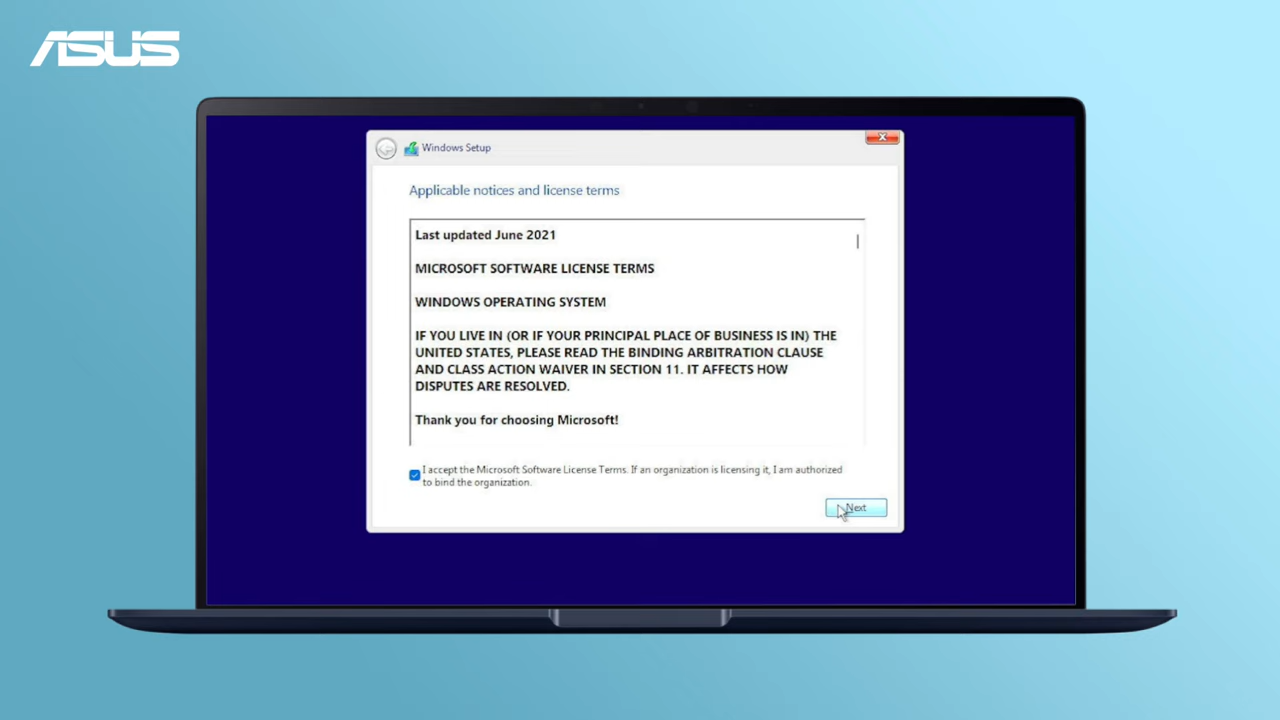 ASUS
Windows Setup
Applicable notices and license terms
Last updated June 2021
MICROSOFT SOFTWARE LICENSE TERMS
WINDOWS OPERATING SYSTEM
IF YOU LIVE IN (OR IF YOUR PRINCIPAL PLACE OF BUSINESS IS IN) THE
UNITED STATES, PLEASE READ THE BINDING ARBITRATION CLAUSE
AND CLASS ACTION WAIVER IN SECTION 11. IT AFFECTS HOW
DISPUTES ARE RESOLVED.
Thank you for choosing Microsoft!
I accept the Microsoft Software License Terms. If an organization is licensing it, I am authorized
to bind the organization.
Next